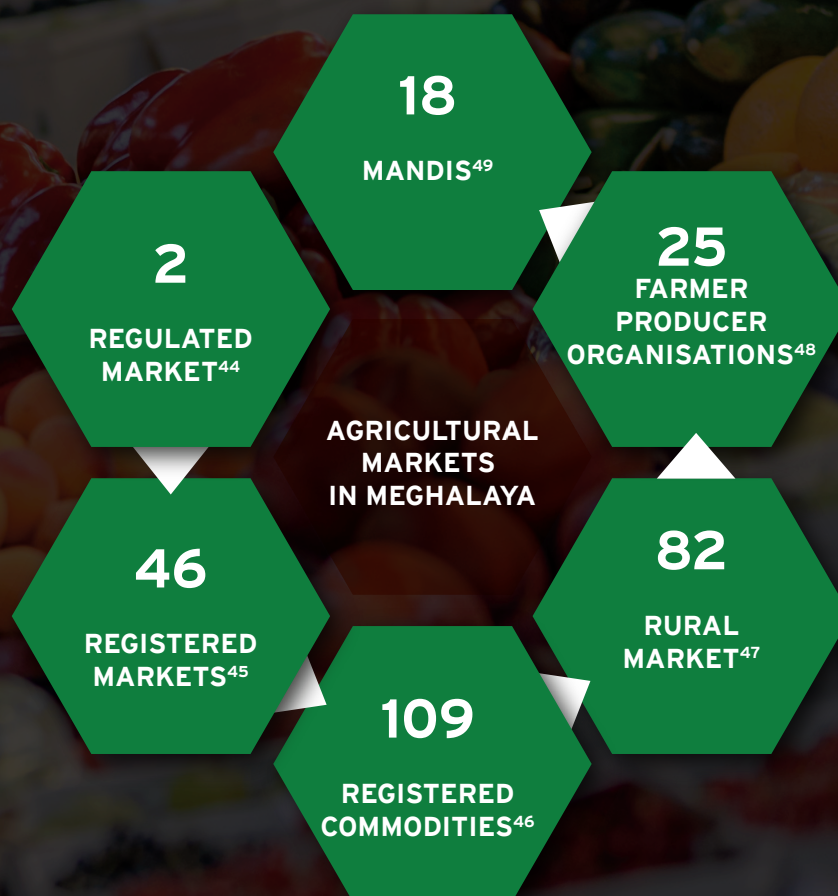 18
MANDIS⁴⁹
2
REGULATED
MARKET⁴⁴
25
FARMER
PRODUCER
ORGANISATIONS⁴⁸
AGRICULTURAL
MARKETS
IN MEGHALAYA
46
REGISTERED
MARKETS⁴⁵
82
RURAL
MARKET⁴⁷
109
REGISTERED
COMMODITIES⁴⁶